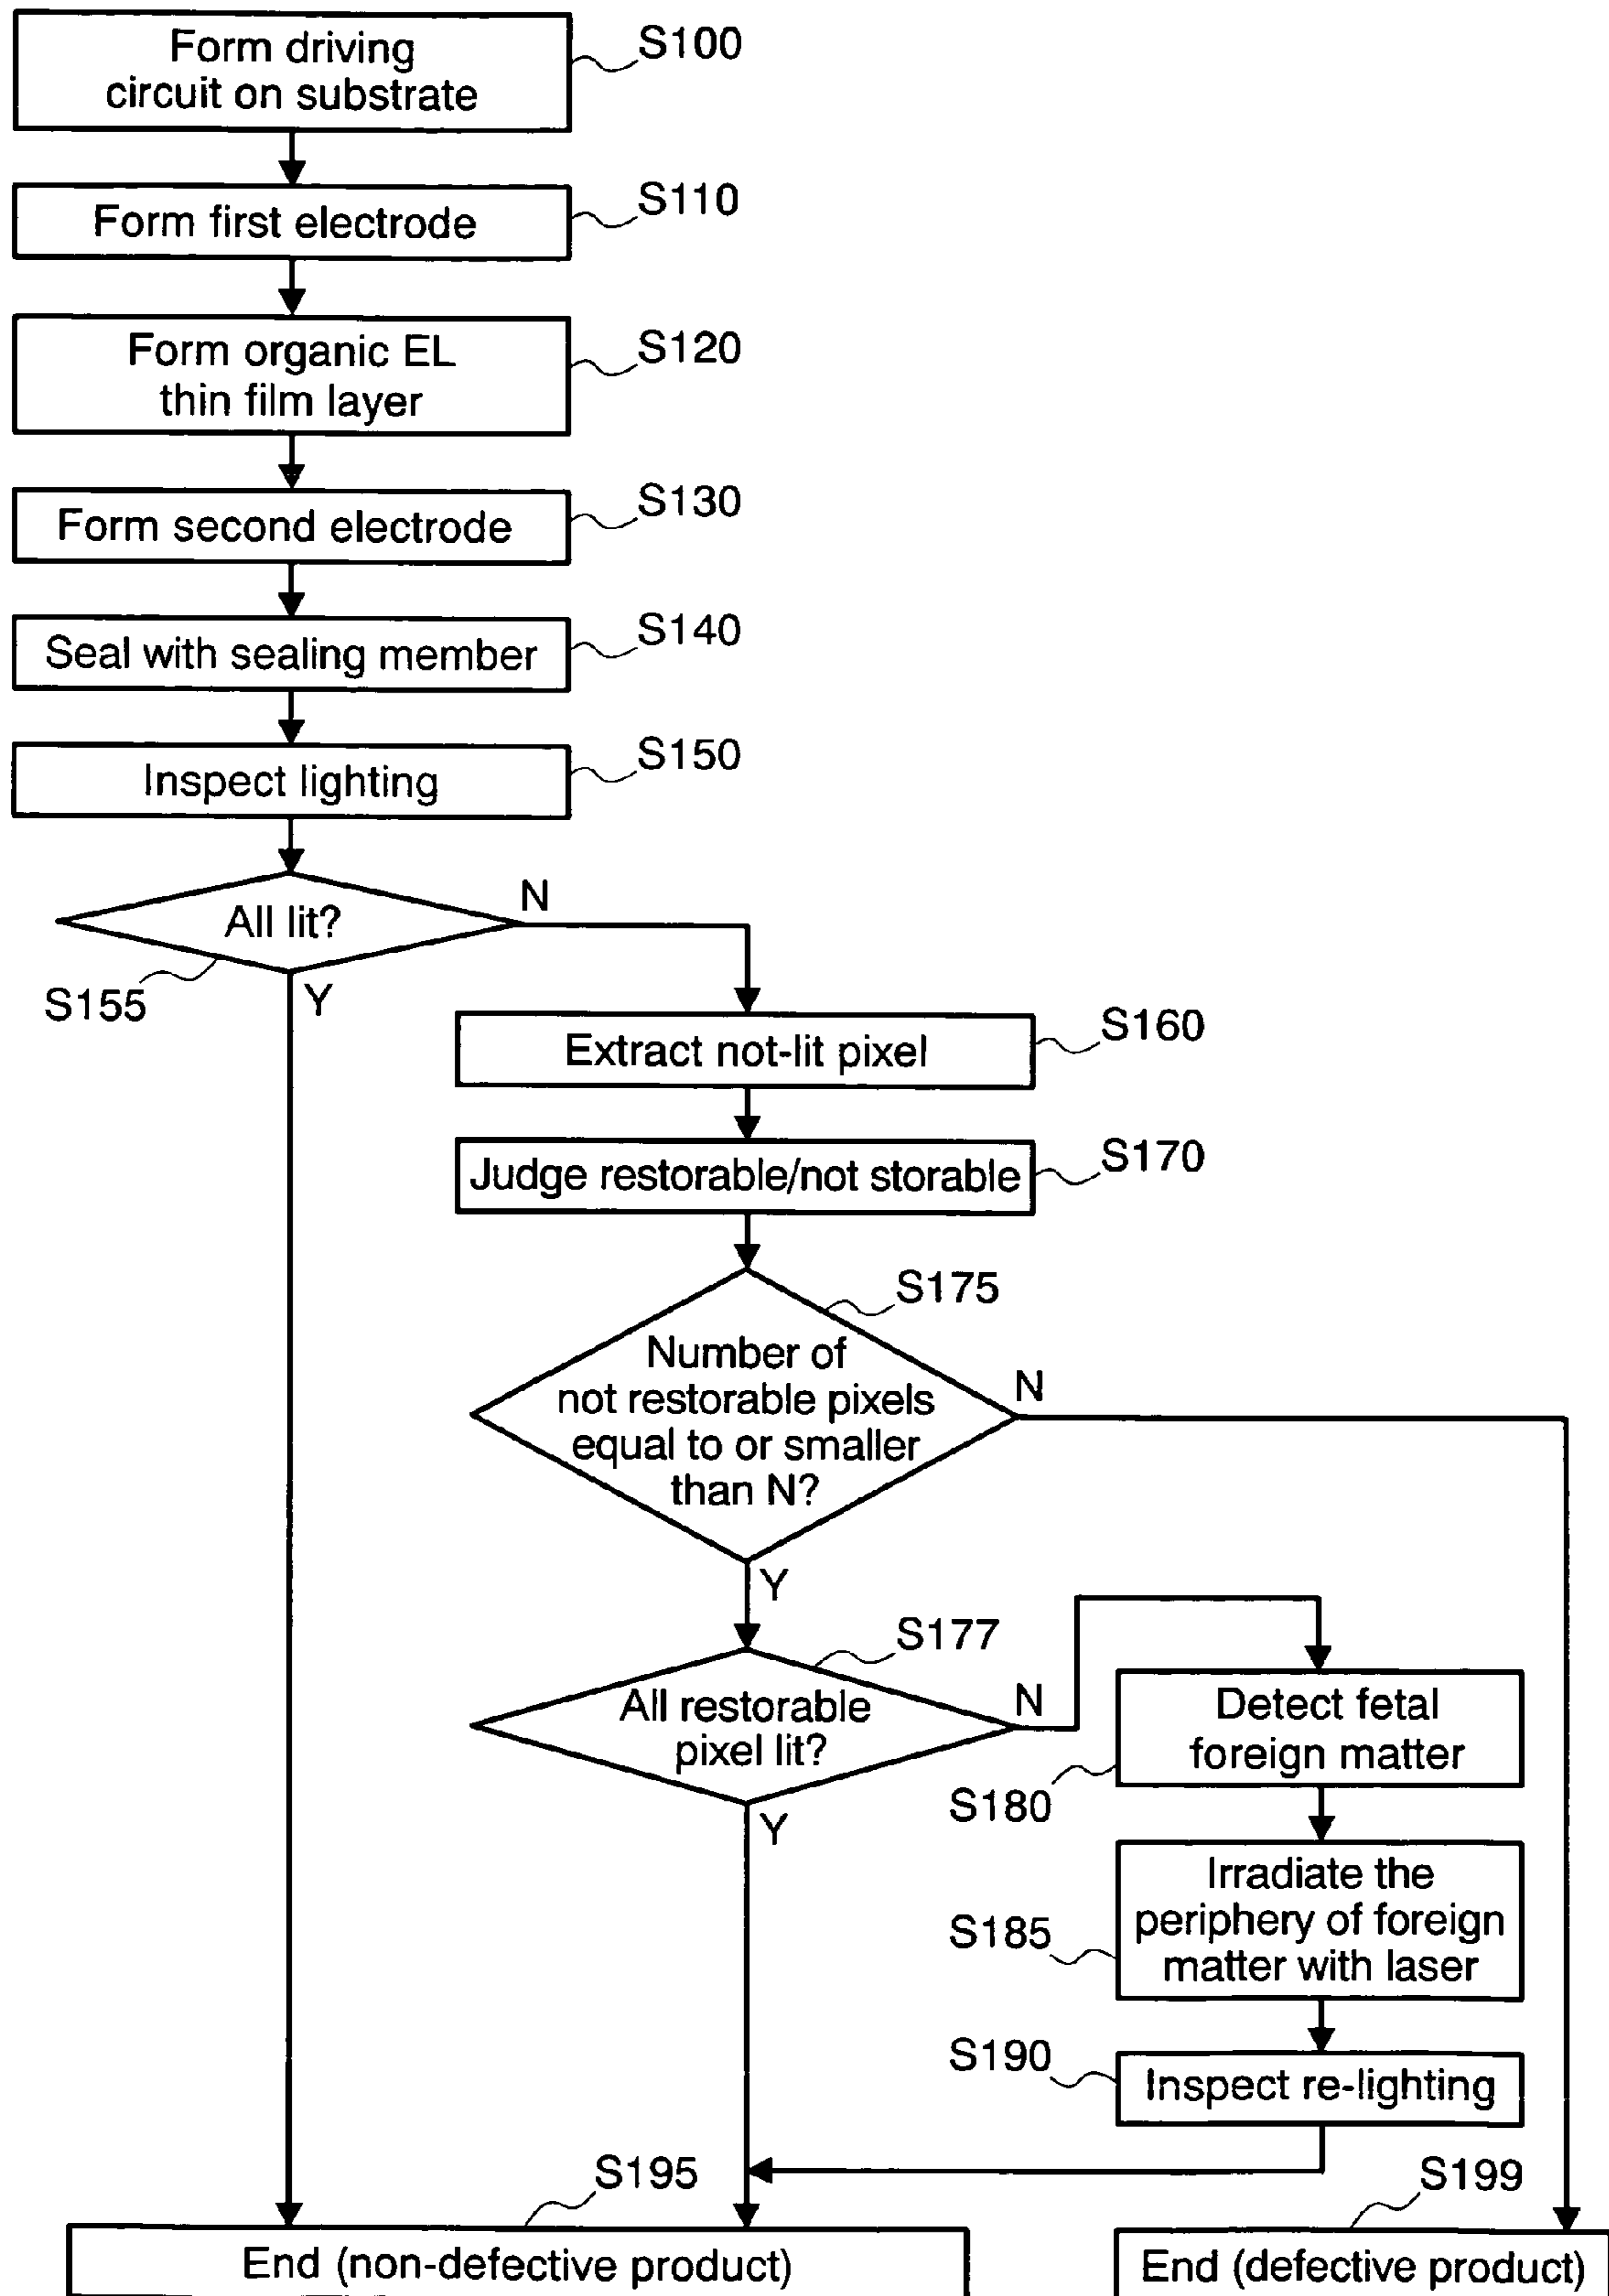 Form driving
circuit on substrate
S100
Form first electrode
S110
Form organic EL
thin film layer
S120
Form second electrode
S130
Seal with sealing member
S140
Inspect lighting
S150
All lit?
N
S155
Y
Extract not-lit pixel
S160
Judge restorable/not storable
S170
S175
Number of
not restorable pixels
equal to or smaller
than N?
N
Y
S177
All restorable
pixel lit?
N
Y
Detect fetal
foreign matter
S180
Irradiate the
periphery of foreign
matter with laser
S185
S190
Inspect re-lighting
S195
S199
End (non-defective product)
End (defective product)